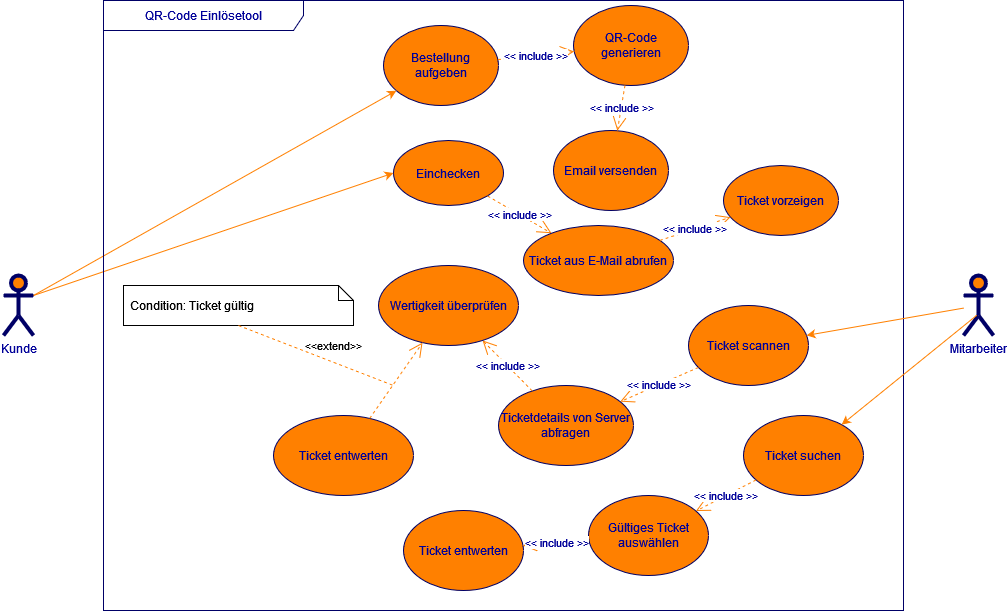 QR-Code Einlösetool
Bestellung
aufgeben
<< include >>
QR-Code
generieren
<< include >>
Email versenden
Einchecken
<< include >>
Ticket aus E-Mail abrufen
<< include >>
Ticket vorzeigen
Kunde
Condition: Ticket gültig
<<extend>>
Wertigkeit überprüfen
<< include >>
Ticket scannen
<< include >>
Mitarbeiter
Ticketdetails von Server
abfragen
Ticket entwerten
Ticket suchen
<< include >>
Gültiges Ticket
auswählen
<< include >>
Ticket entwerten